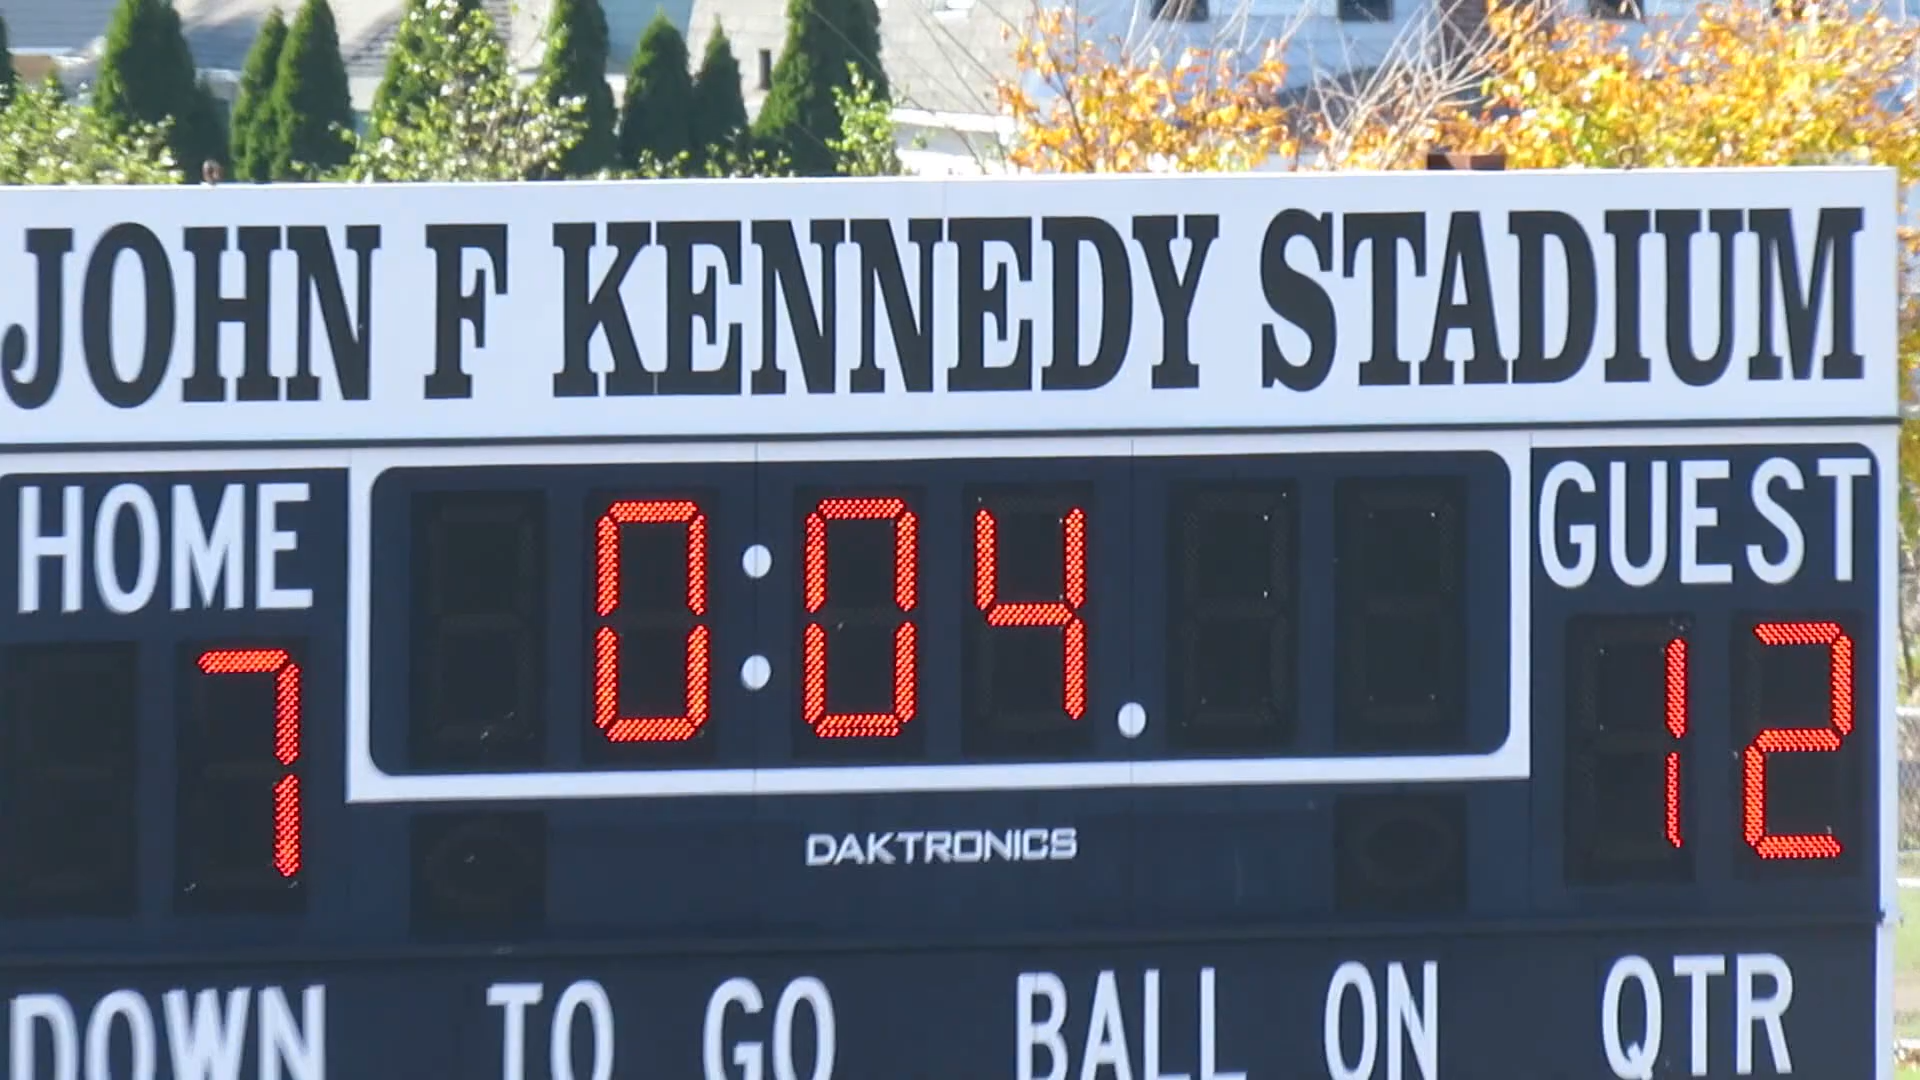 JOHN F KENNEDY STADIUM
HOME 0:04. GUEST
7 12
DAKTRONICS
DOWN TO GO BALL ON QTR